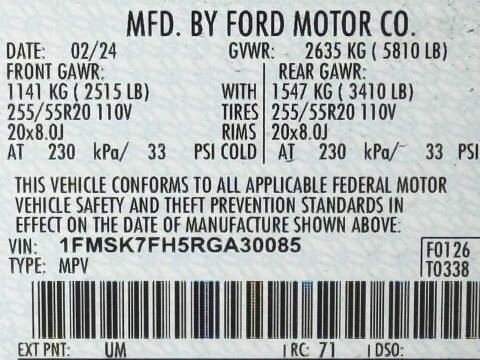 MFD. BY FORD MOTOR CO.
DATE: 02/24 GVWR: 2635 KG ( 5810 LB)
FRONT GAWR: REAR GAWR:
1141 KG ( 2515 LB) WITH 1547 KG ( 3410 LB)
255/55R20 110V TIRES 255/55R20 110V
20x8.0J RIMS 20x8.0J
AT 230 kPa/ 33 PSI COLD AT 230 kPa/ 33 PSI
THIS VEHICLE CONFORMS TO ALL APPLICABLE FEDERAL MOTOR
VEHICLE SAFETY AND THEFT PREVENTION STANDARDS IN
EFFECT ON THE DATE OF MANUFACTURE SHOWN ABOVE.
VIN: 1FMSK7FH5RGA30085 F0126
TYPE: MPV T0338
EXT PNT: UM RC: 71 DSO: